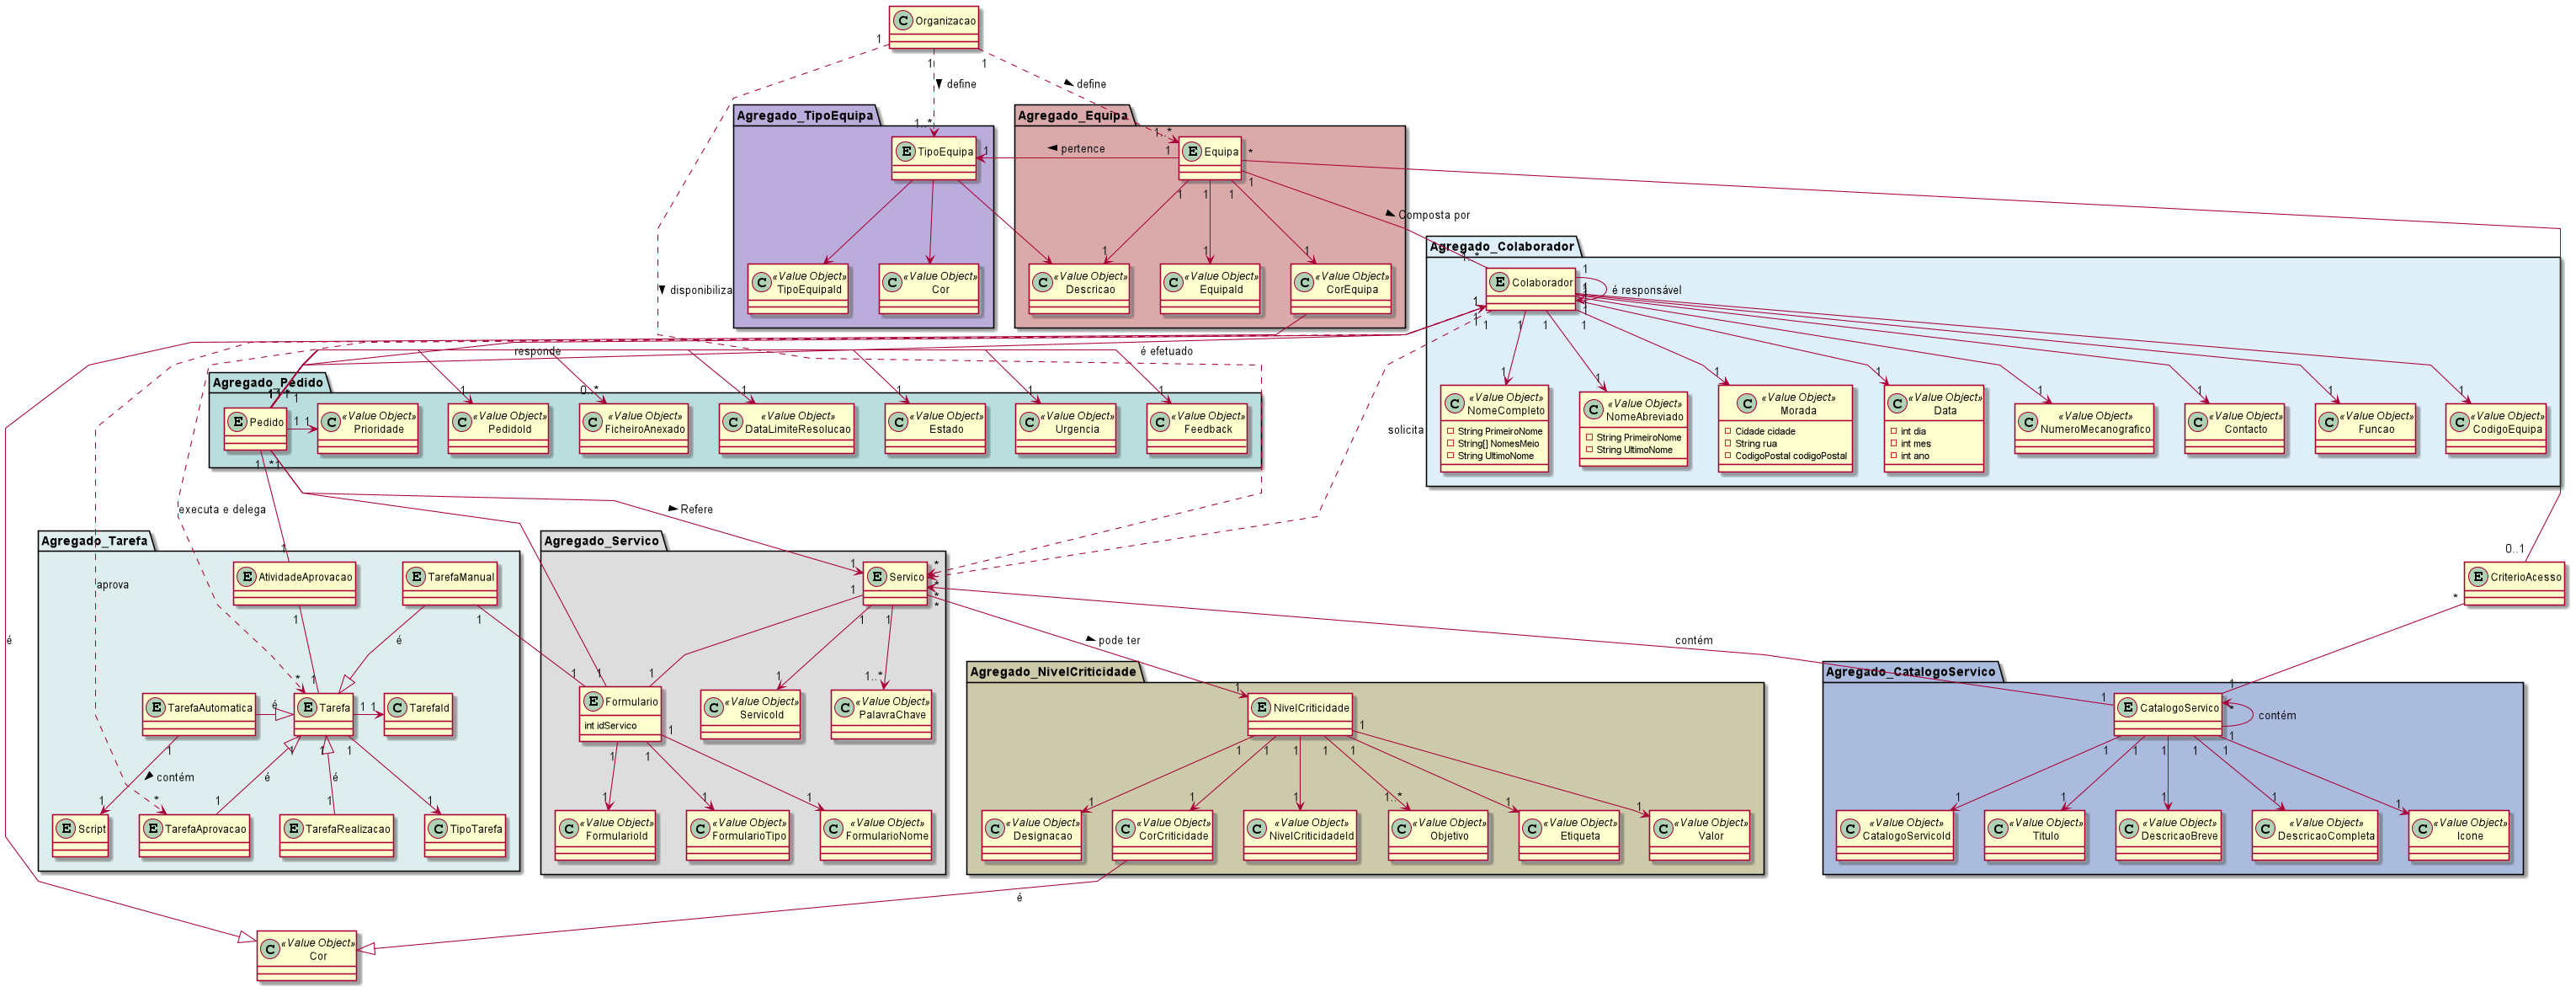 C Organizacao
1
1
1
define
define
disponibiliza
Agregado_TipoEquipa
1..*
E TipoEquipa
C «Value Object» TipoEquipaId
C «Value Object» Cor
Agregado_Equipa
1..*
E Equipa
*
1
1
1
pertence
1
1
1
1
1
1
C «Value Object» Descricao
C «Value Object» EquipaId
C «Value Object» CorEquipa
Composta por
Agregado_Colaborador
1..*
E Colaborador
1
é responsável
1
1
1
1
1
1
1
1
1
1
1
1
1
C «Value Object» NomeCompleto
String PrimeiroNome
String[] NomesMeio
String UltimoNome
C «Value Object» NomeAbreviado
String PrimeiroNome
String UltimoNome
C «Value Object» Morada
Cidade cidade
String rua
CodigoPostal codigoPostal
C «Value Object» Data
int dia
int mes
int ano
C «Value Object» NumeroMecanografico
C «Value Object» Contacto
C «Value Object» Funcao
C «Value Object» CodigoEquipa
responde
é efetuado
solicita
Agregado_Pedido
E Pedido
1
1
1
0..*
1
1
1
1
C «Value Object» Prioridade
C «Value Object» PedidoId
C «Value Object» FicheiroAnexado
C «Value Object» DataLimiteResolucao
C «Value Object» Estado
C «Value Object» Urgencia
C «Value Object» Feedback
1
*
1
executa e delega
Refere
aprova
é
Agregado_Tarefa
1
E AtividadeAprovacao
E TarefaManual
1
1
é
1
*
E TarefaAutomatica
é
E Tarefa
1
1
C TarefaId
1
contém
1
1
1
é
é
1
*
1
1
1
E Script
E TarefaAprovacao
E TarefaRealizacao
C TipoTarefa
Agregado_Servico
1
E Servico
*
*
*
*
1
1
1
1
1
1
1
1..*
E Formulario
int idServico
C «Value Object» ServicoId
C «Value Object» PalavraChave
1
1
1
1
1
1
C «Value Object» FormularioId
C «Value Object» FormularioTipo
C «Value Object» FormularioNome
pode ter
contém
Agregado_NivelCriticidade
1
E NivelCriticidade
1
1
1
1
1
1
1
1
1
1..*
1
1
C «Value Object» Designacao
C «Value Object» CorCriticidade
C «Value Object» NivelCriticidadeId
C «Value Object» Objetivo
C «Value Object» Etiqueta
C «Value Object» Valor
0..1
E CriterioAcesso
*
Agregado_CatalogoServico
1
1
E CatalogoServico
*
contém
1
1
1
1
1
1
1
1
1
1
C «Value Object» CatalogoServicoId
C «Value Object» Titulo
C «Value Object» DescricaoBreve
C «Value Object» DescricaoCompleta
C «Value Object» Icone
é
C «Value Object» Cor